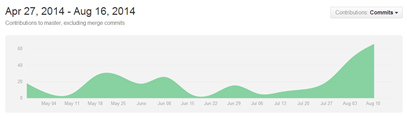 Apr 27, 2014 - Aug 16, 2014
Contributions: Commits
Contributions to master, excluding merge commits
60
40
20
0
May 04 May 11 May 18 May 25 June Jun 08 Jun 15 Jun 22 Jun 29 Jul 06 Jul 13 Jul 20 Jul 27 Aug 03 Aug 10